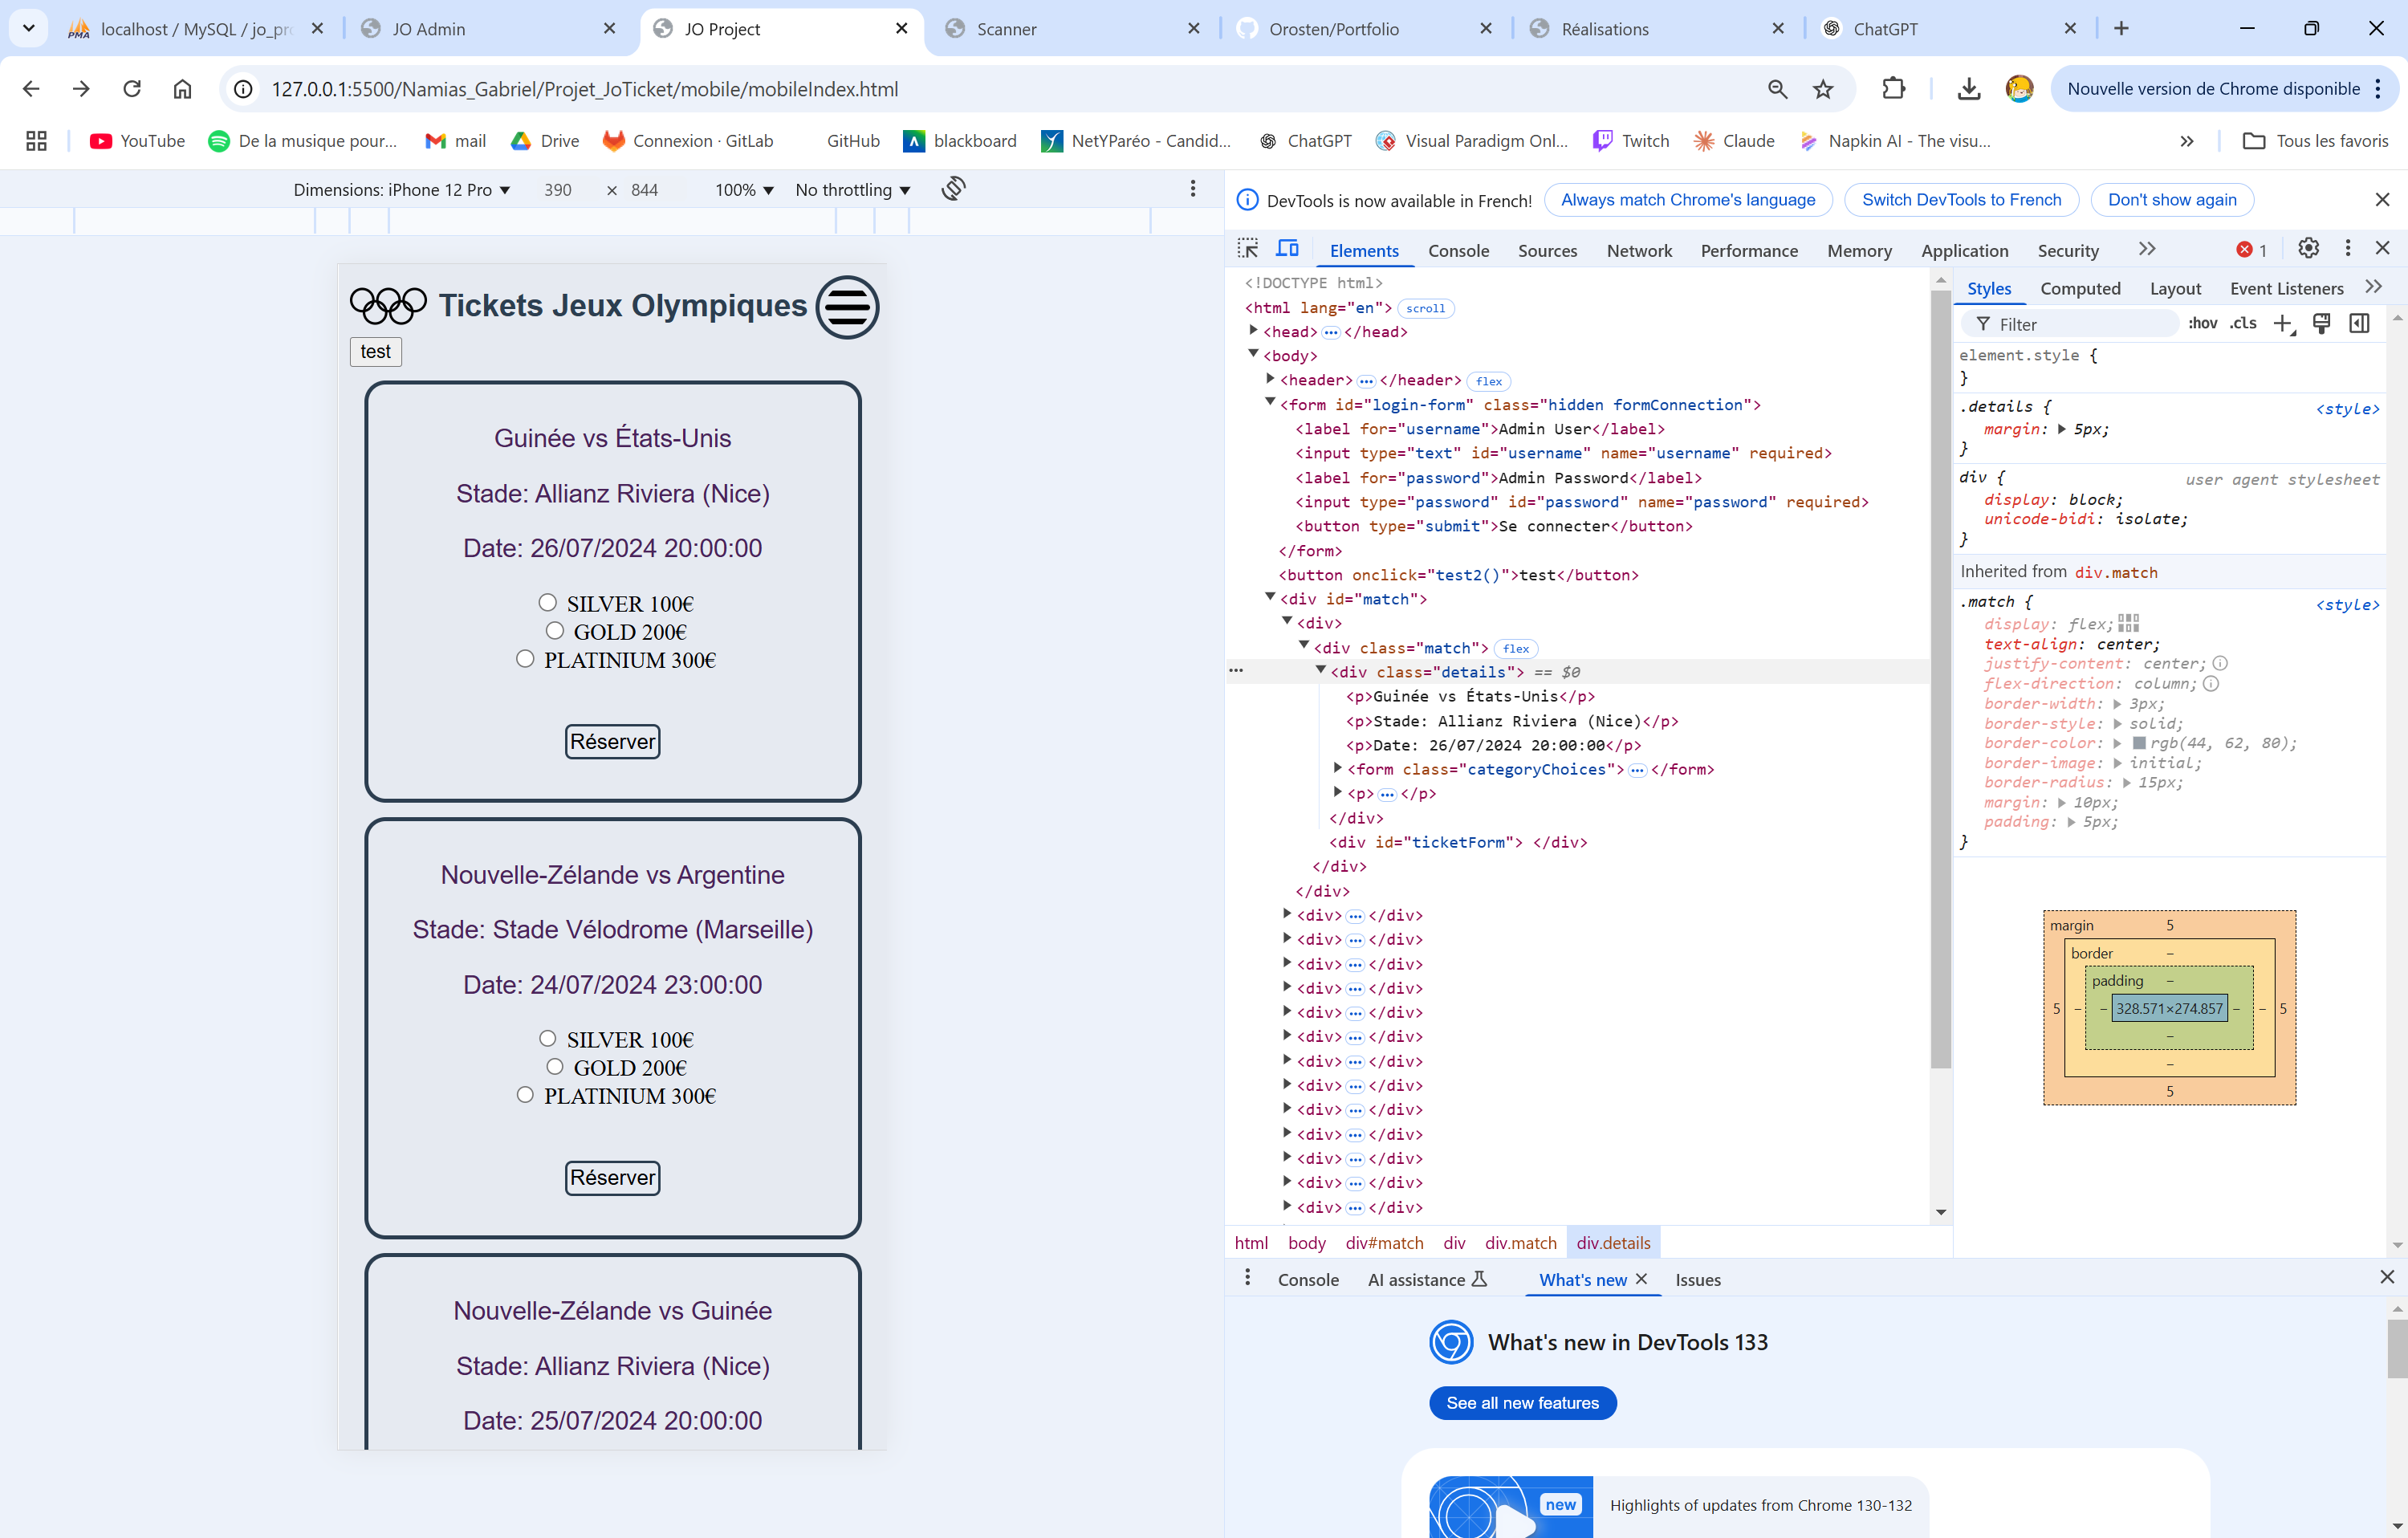 localhost / MySQL / jo_pro
JO Admin
JO Project
Scanner
Orosten/Portfolio
Réalisations
ChatGPT
127.0.0.1:5500/Namias_Gabriel/Projet_JoTicket/mobile/mobileIndex.html
Nouvelle version de Chrome disponible
YouTube
De la musique pour...
mail
Drive
Connexion · GitLab
GitHub
blackboard
NetYParéo - Candid...
ChatGPT
Visual Paradigm Onl...
Twitch
Claude
Napkin AI - The visu...
Tous les favoris
Dimensions: iPhone 12 Pro
390 × 844
100%
No throttling
Tickets Jeux Olympiques
test
Guinée vs États-Unis
Stade: Allianz Riviera (Nice)
Date: 26/07/2024 20:00:00
SILVER 100€
GOLD 200€
PLATINIUM 300€
Réserver
Nouvelle-Zélande vs Argentine
Stade: Stade Vélodrome (Marseille)
Date: 24/07/2024 23:00:00
SILVER 100€
GOLD 200€
PLATINIUM 300€
Réserver
Nouvelle-Zélande vs Guinée
Stade: Allianz Riviera (Nice)
Date: 25/07/2024 20:00:00
DevTools is now available in French!
Always match Chrome's language
Switch DevTools to French
Don't show again
Elements
Console
Sources
Network
Performance
Memory
Application
Security
1
<!DOCTYPE html>
<html lang="en"> scroll
<head> ··· </head>
<body>
<header> ··· </header> flex
<form id="login-form" class="hidden formConnection">
<label for="username">Admin User</label>
<input type="text" id="username" name="username" required>
<label for="password">Admin Password</label>
<input type="password" id="password" name="password" required>
<button type="submit">Se connecter</button>
</form>
<button onclick="test2()">test</button>
<div id="match">
<div>
<div class="match"> flex
··· <div class="details"> == $0
<p>Guinée vs États-Unis</p>
<p>Stade: Allianz Riviera (Nice)</p>
<p>Date: 26/07/2024 20:00:00</p>
<form class="categoryChoices"> ··· </form>
<p> ··· </p>
</div>
<div id="ticketForm"> </div>
</div>
</div>
<div> ··· </div>
<div> ··· </div>
<div> ··· </div>
<div> ··· </div>
<div> ··· </div>
<div> ··· </div>
<div> ··· </div>
<div> ··· </div>
<div> ··· </div>
<div> ··· </div>
<div> ··· </div>
<div> ··· </div>
<div> ··· </div>
html body div#match div div.match div.details
Styles
Computed
Layout
Event Listeners
Filter
:hov .cls
element.style {
}
.details { <style>
margin: 5px;
}
div { user agent stylesheet
display: block;
unicode-bidi: isolate;
}
Inherited from div.match
.match { <style>
display: flex;
text-align: center;
justify-content: center;
flex-direction: column;
border-width: 3px;
border-style: solid;
border-color: rgb(44, 62, 80);
border-image: initial;
border-radius: 15px;
margin: 10px;
padding: 5px;
}
margin 5
border –
padding –
5 – – 328.571×274.857 – – 5
–
–
5
Console
AI assistance
What's new
Issues
What's new in DevTools 133
See all new features
new
Highlights of updates from Chrome 130-132